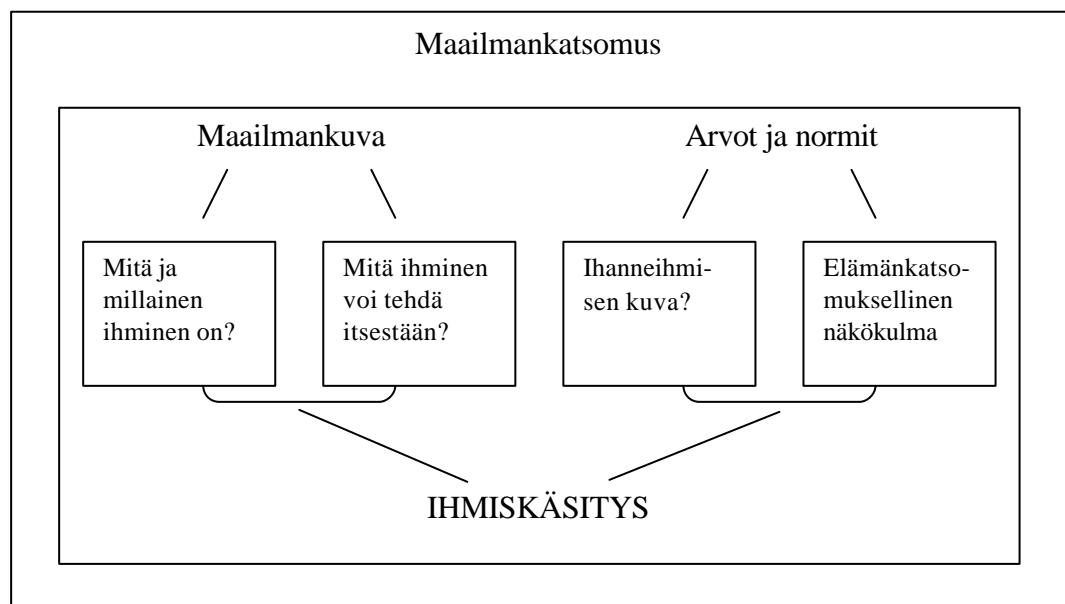 Maailmankatsomus
Maailmankuva
Arvot ja normit
Mitä ja
millainen
ihminen on?
Mitä ihminen
voi tehdä
itsestään?
Ihanneihmi-
sen kuva?
Elämänkatso-
muksellinen
näkökulma
IHMISKÄSITYS